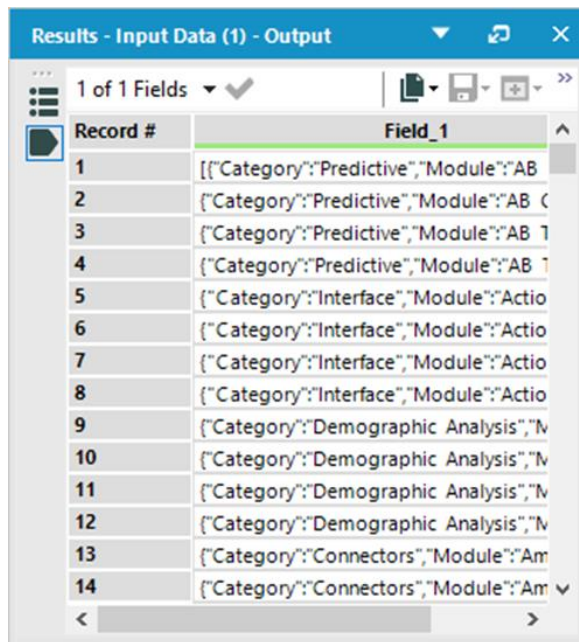 Results - Input Data (1) - Output
1 of 1 Fields
Record # Field_1
1 [{"Category":"Predictive","Module":"AB
2 {"Category":"Predictive","Module":"AB
3 {"Category":"Predictive","Module":"AB
4 {"Category":"Predictive","Module":"AB
5 {"Category":"Interface","Module":"Actio
6 {"Category":"Interface","Module":"Actio
7 {"Category":"Interface","Module":"Actio
8 {"Category":"Interface","Module":"Actio
9 {"Category":"Demographic Analysis","M
10 {"Category":"Demographic Analysis","M
11 {"Category":"Demographic Analysis","M
12 {"Category":"Demographic Analysis","M
13 {"Category":"Connectors","Module":"Am
14 {"Category":"Connectors","Module":"Am